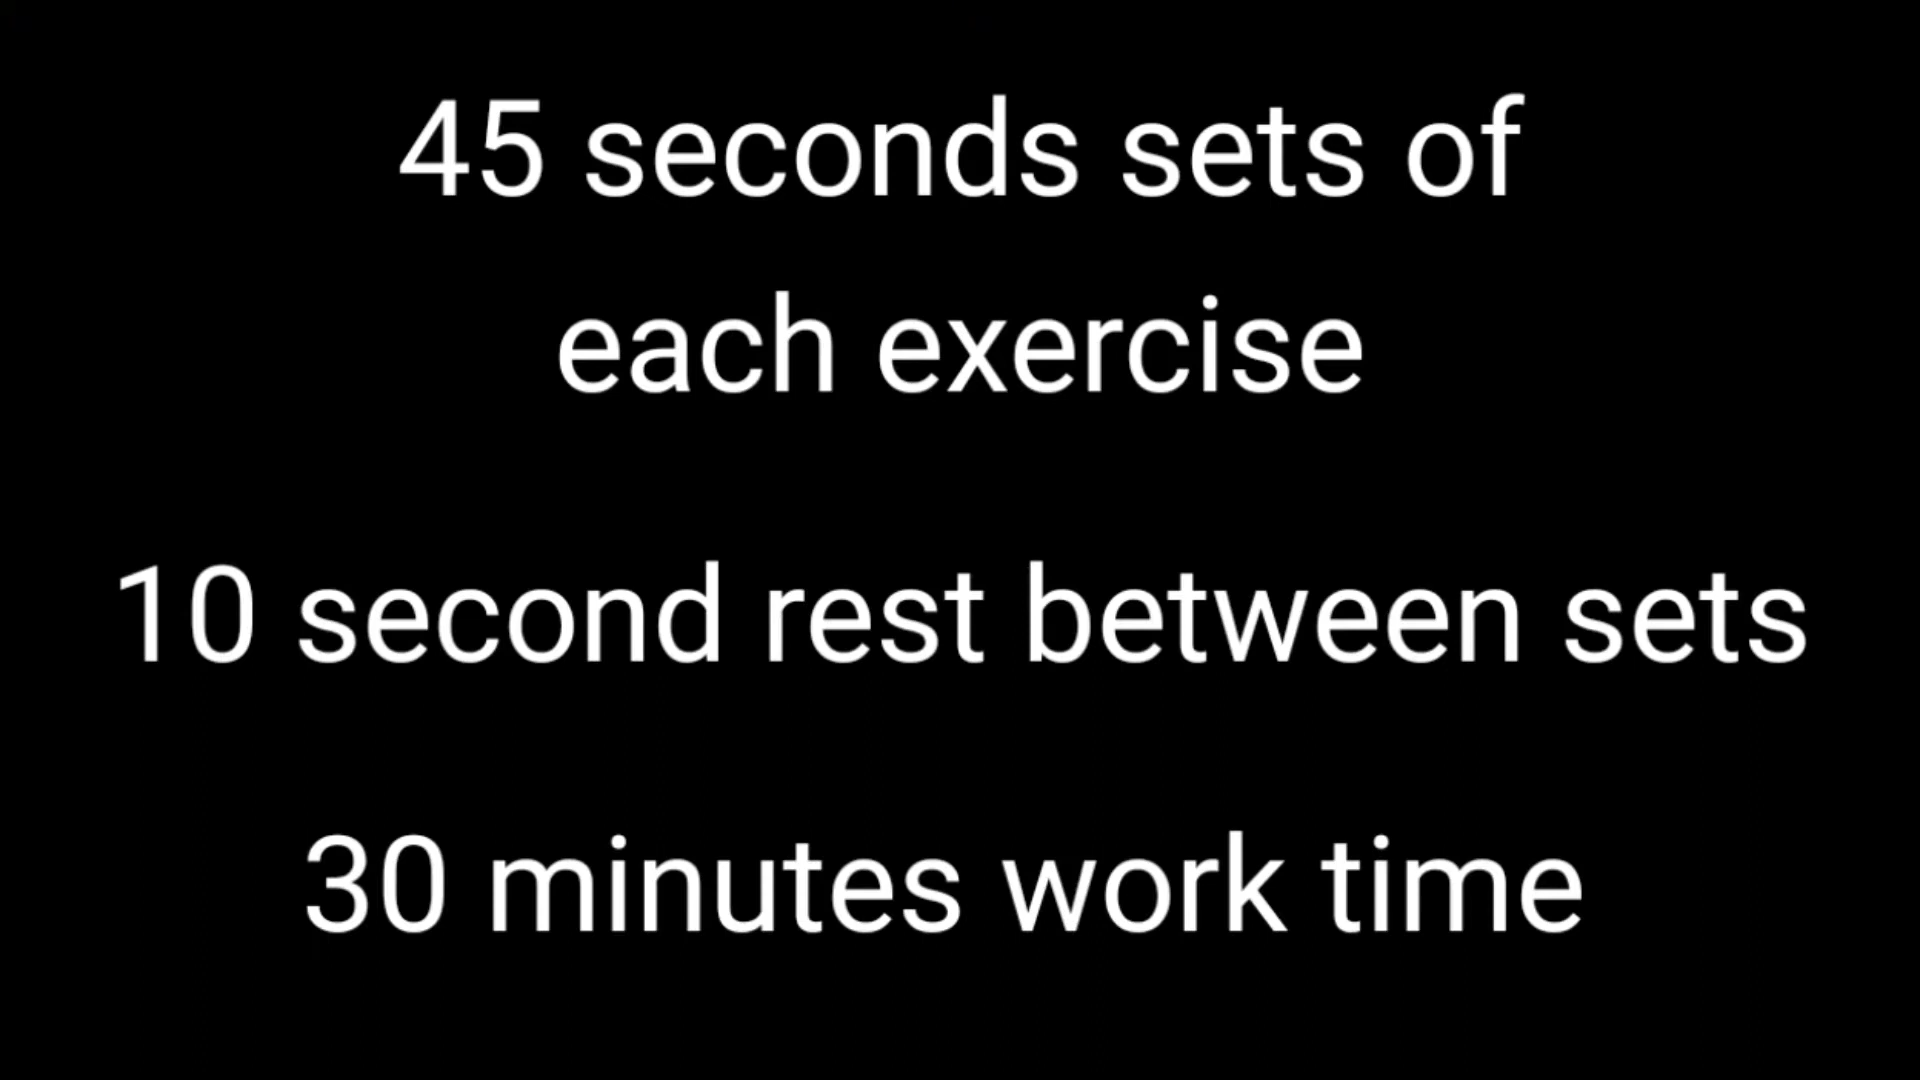 45 seconds sets of
each exercise
10 second rest between sets
30 minutes work time